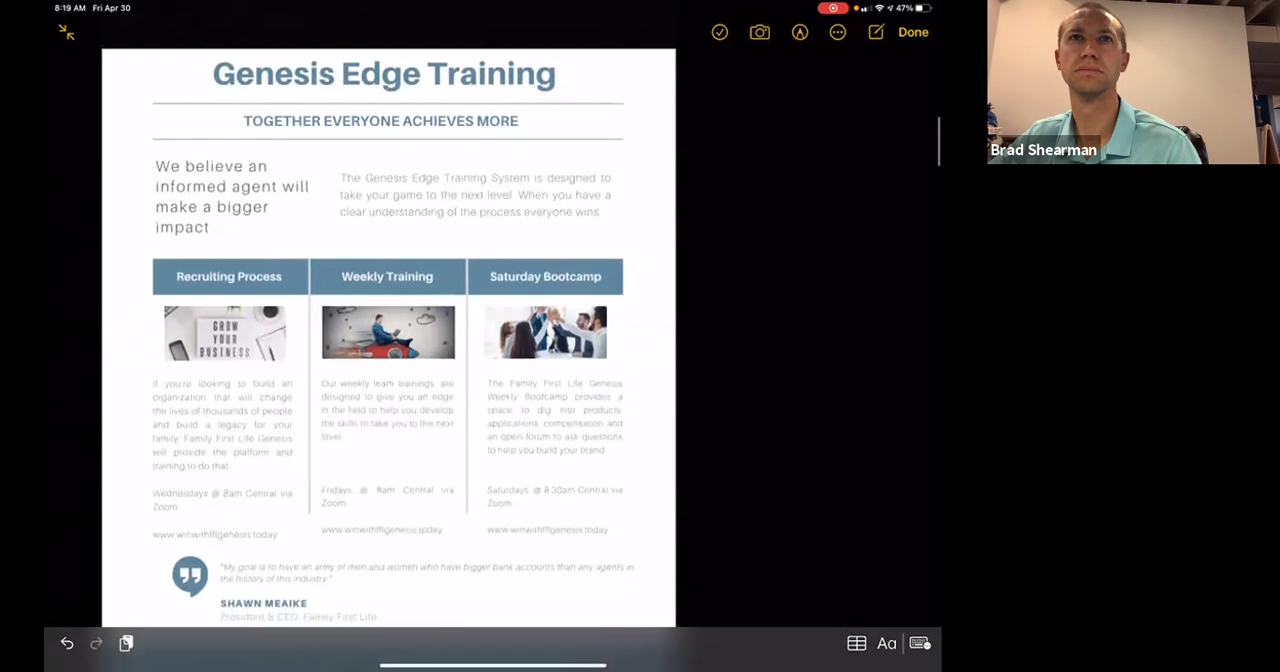 8:19 AM Fri Apr 30
47%
Done
Genesis Edge Training
TOGETHER EVERYONE ACHIEVES MORE
We believe an
informed agent will
make a bigger
impact
The Genesis Edge Training System is designed to
take your game to the next level. When you have a
clear understanding of the process everyone wins
Recruiting Process
Weekly Training
Saturday Bootcamp
GROW
YOUR
BUSINESS
If you're looking to build an
organization that will change
the lives of thousands of people
and build a legacy for your
family, Family First Life Genesis
will provide the platform and
training to do that
Wednesdays @ 8am Central via
Zoom
www.winwithfflgenesis.today
Our weekly team trainings are
designed to give you an edge
in the field to help you develop
the skills to take you to the next
level
Fridays @ 8am Central via
Zoom
www.winwithfflgenesis.today
The Family First Life Genesis
Weekly Bootcamp provides a
space to dig into products,
applications, compensation and
an open forum to ask questions
to help you build your brand
Saturdays @ 8:30am Central via
Zoom
www.winwithfflgenesis.today
"My goal is to have an army of men and women who have bigger bank accounts than any agents in
the history of this industry."
SHAWN MEAIKE
President & CEO, Family First Life
Aa
Brad Shearman